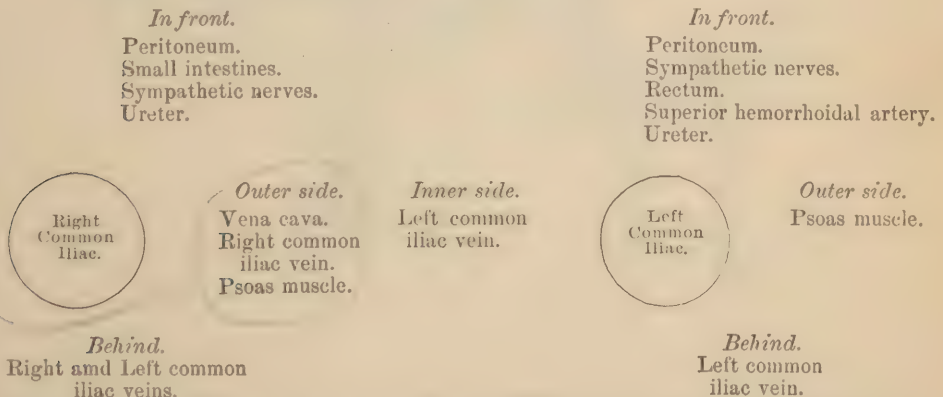 In front.
Peritoneum.
Small intestines.
Sympathetic nerves.
Ureter.
Right
Common
Iliac.
Outer side.
Vena cava.
Right common
iliac vein.
Psoas muscle.
Behind.
Right amd Left common
iliac veins.
In front.
Peritoneum.
Sympathetic nerves.
Rectum.
Superior hemorrhoidal artery.
Ureter.
Inner side.
Left common
iliac vein.
Left
Common
Iliac.
Outer side.
Psoas muscle.
Behind.
Left common
iliac vein.